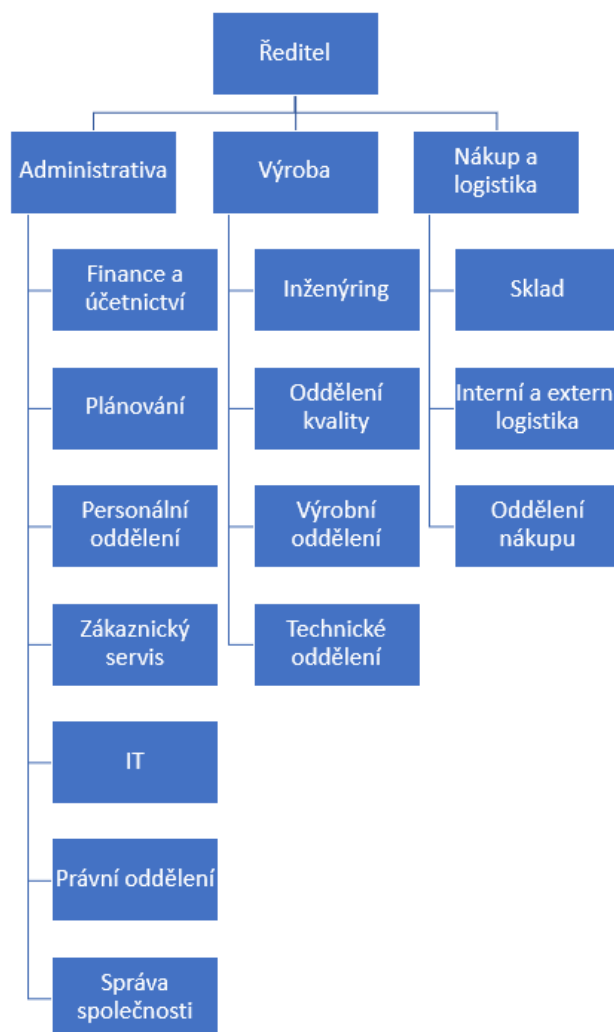 Ředitel
Administrativa
Finance a
účetnictví
Plánování
Personální
oddělení
Zákaznický
servis
IT
Právní oddělení
Správa
společnosti
Výroba
Inženýring
Oddělení
kvality
Výrobní
oddělení
Technické
oddělení
Nákup a
logistika
Sklad
Interní a extern
logistika
Oddělení
nákupu